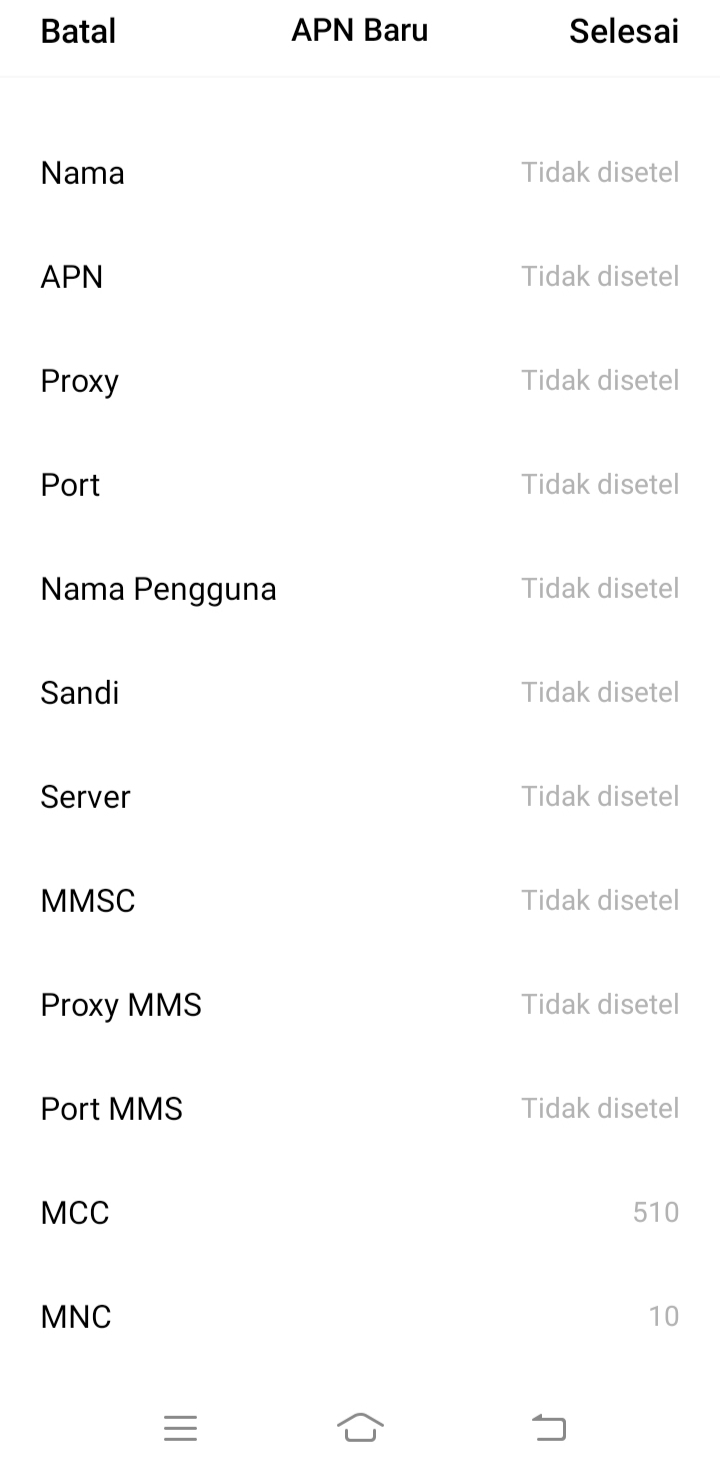 Batal APN Baru Selesai
Nama Tidak disetel
APN Tidak disetel
Proxy Tidak disetel
Port Tidak disetel
Nama Pengguna Tidak disetel
Sandi Tidak disetel
Server Tidak disetel
MMSC Tidak disetel
Proxy MMS Tidak disetel
Port MMS Tidak disetel
MCC 510
MNC 10